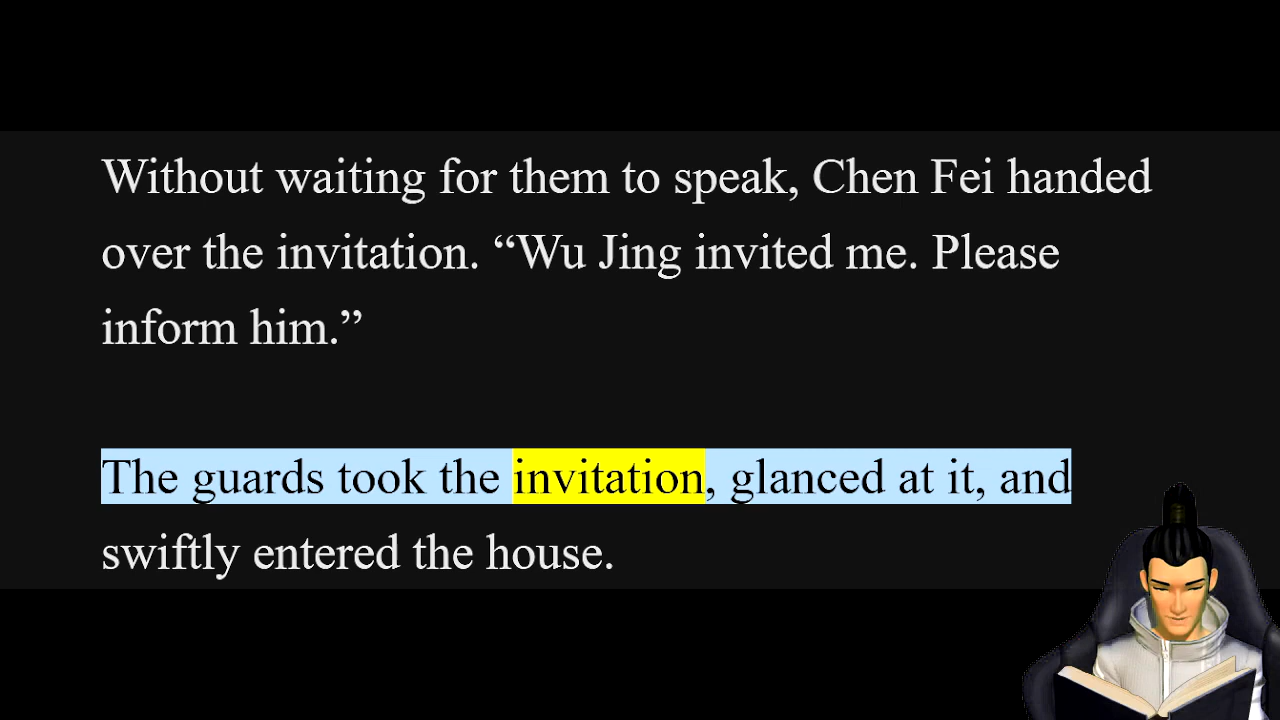 Without waiting for them to speak, Chen Fei handed
over the invitation. “Wu Jing invited me. Please
inform him.”
The guards took the invitation, glanced at it, and
swiftly entered the house.